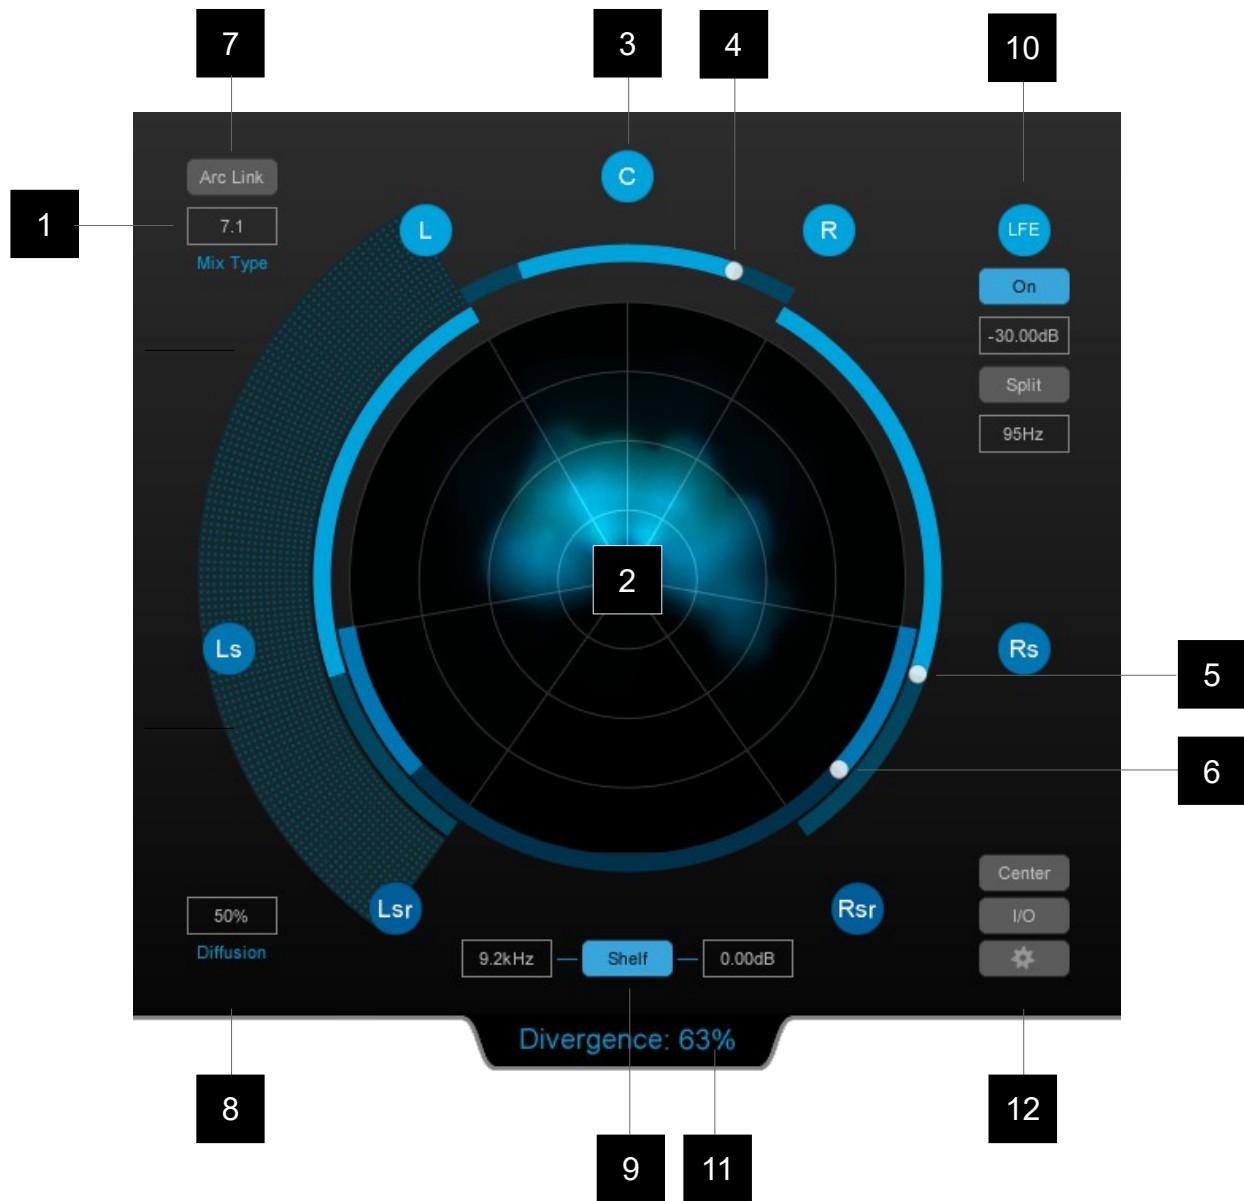 7
3
4
10
C
Arc Link
1
7.1
L
R
LFE
Mix Type
On
-30.00dB
Split
95Hz
2
Ls
Rs
5
6
Center
50%
Lsr
Rsr
I/O
Diffusion
9.2kHz
Shelf
0.00dB
Divergence: 63%
8
12
9
11